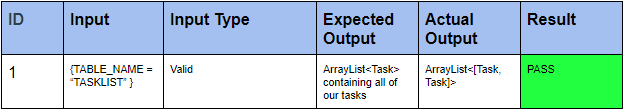 ID Input Input Type Expected Output Actual Output Result
1 {TABLE_NAME = “TASKLIST” } Valid ArrayList<Task> containing all of our tasks ArrayList<[Task, Task]> PASS